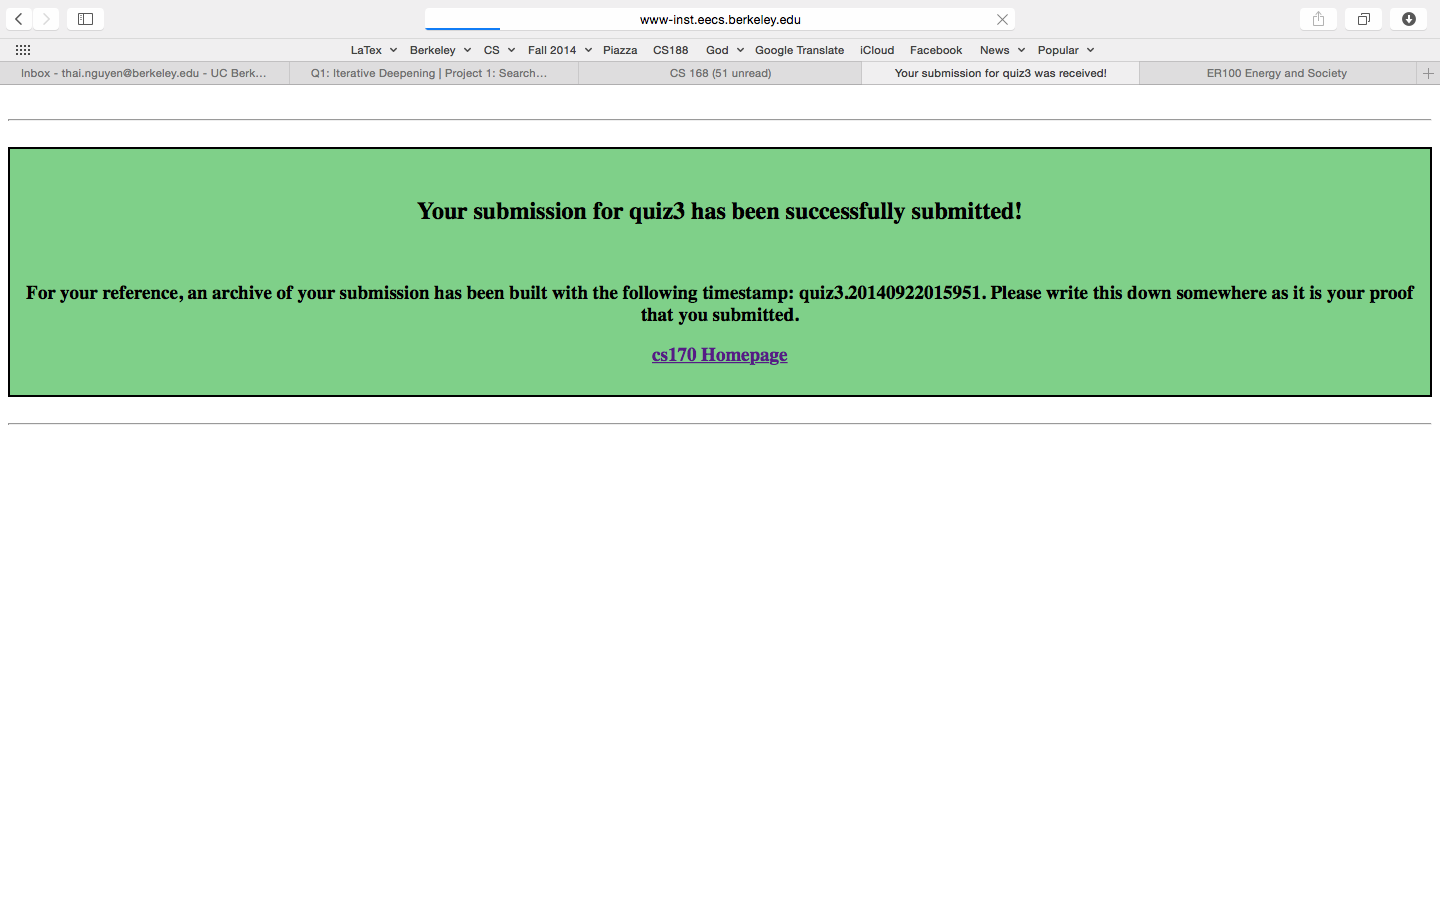 www-inst.eecs.berkeley.edu
LaTex Berkeley CS Fall 2014 Piazza CS188 God Google Translate iCloud Facebook News Popular
Inbox - thai.nguyen@berkeley.edu - UC Berk... Q1: Iterative Deepening | Project 1: Search... CS 168 (51 unread) Your submission for quiz3 was received! ER100 Energy and Society
Your submission for quiz3 has been successfully submitted!
For your reference, an archive of your submission has been built with the following timestamp: quiz3.20140922015951. Please write this down somewhere as it is your proof
that you submitted.
cs170 Homepage